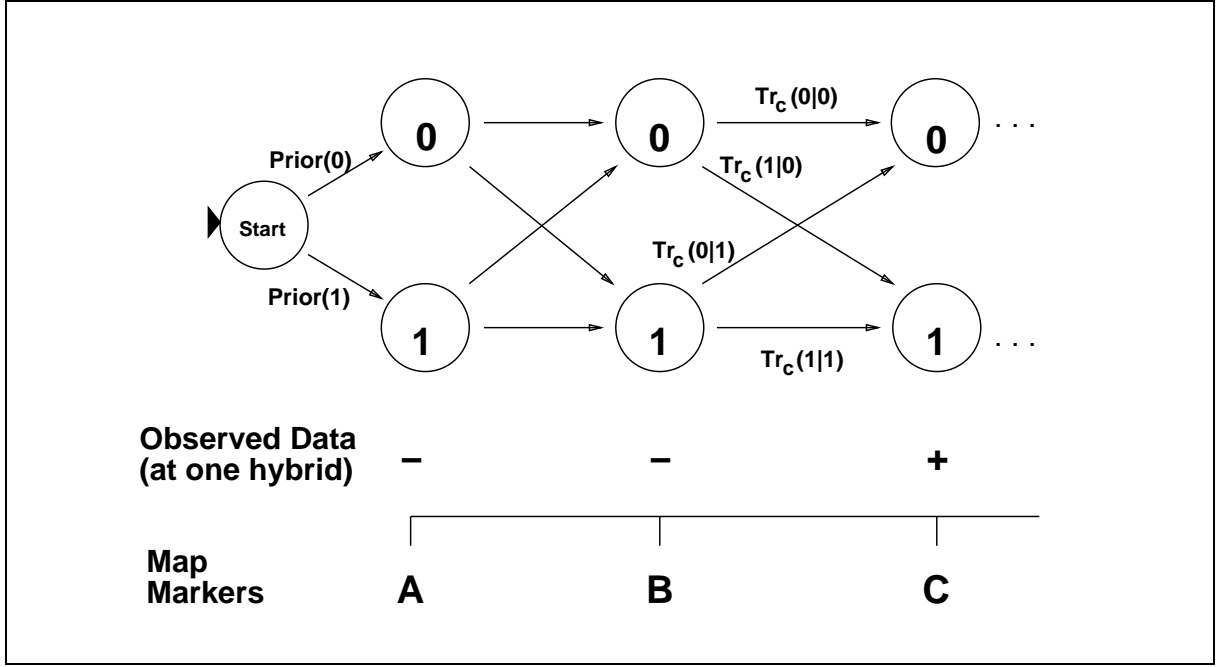 Prior(0)
Start
Prior(1)
0
1
0
1
Tr_c(0|0)
Tr_c(1|0)
Tr_c(0|1)
Tr_c(1|1)
0 . . .
1 . . .
Observed Data
(at one hybrid)
− − +
Map
Markers
A B C